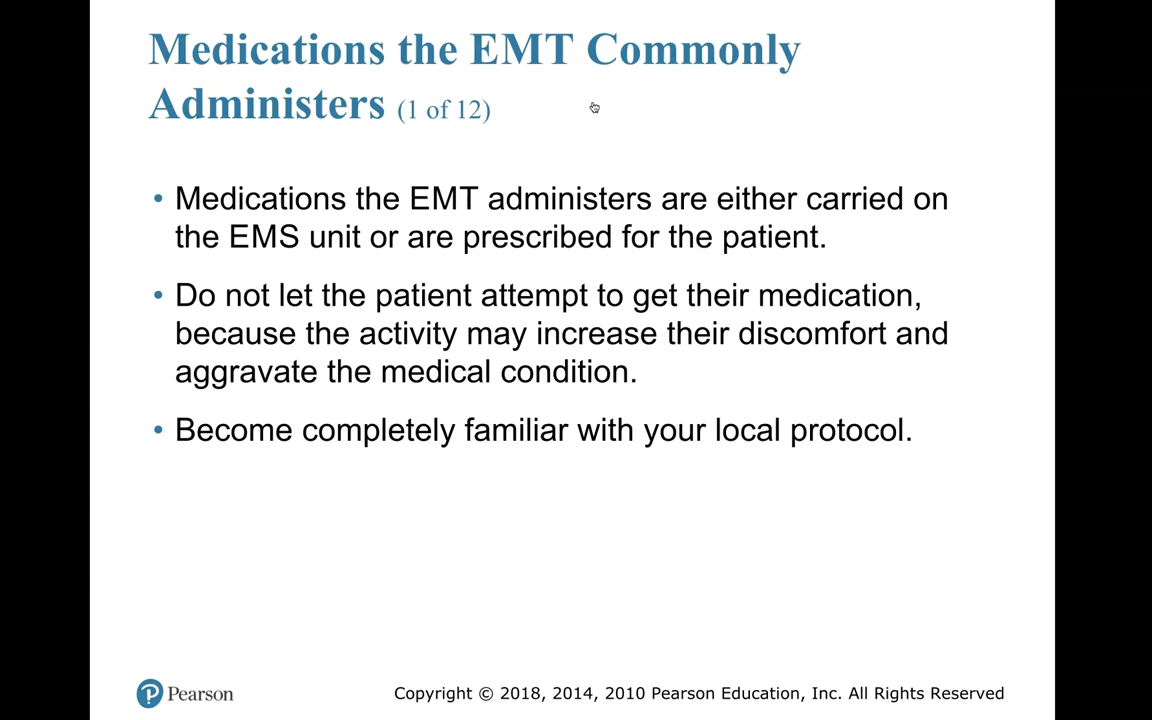 Medications the EMT Commonly
Administers (1 of 12)
• Medications the EMT administers are either carried on
the EMS unit or are prescribed for the patient.
• Do not let the patient attempt to get their medication,
because the activity may increase their discomfort and
aggravate the medical condition.
• Become completely familiar with your local protocol.
Pearson
Copyright © 2018, 2014, 2010 Pearson Education, Inc. All Rights Reserved